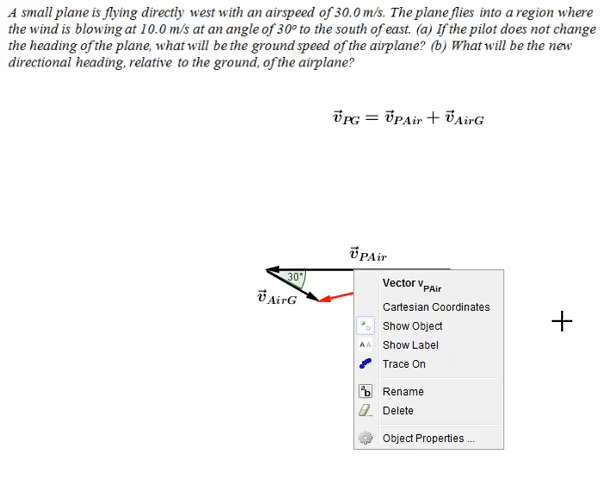 A small plane is flying directly west with an airspeed of 30.0 m/s. The plane flies into a region where
the wind is blowing at 10.0 m/s at an angle of 30° to the south of east. (a) If the pilot does not change
the heading of the plane, what will be the ground speed of the airplane? (b) What will be the new
directional heading, relative to the ground, of the airplane?
v⃗PG = v⃗PAir + v⃗AirG
v⃗PAir
30°
v⃗AirG
Vector vPAir
Cartesian Coordinates
Show Object
AA Show Label
Trace On
ab Rename
Delete
Object Properties ...